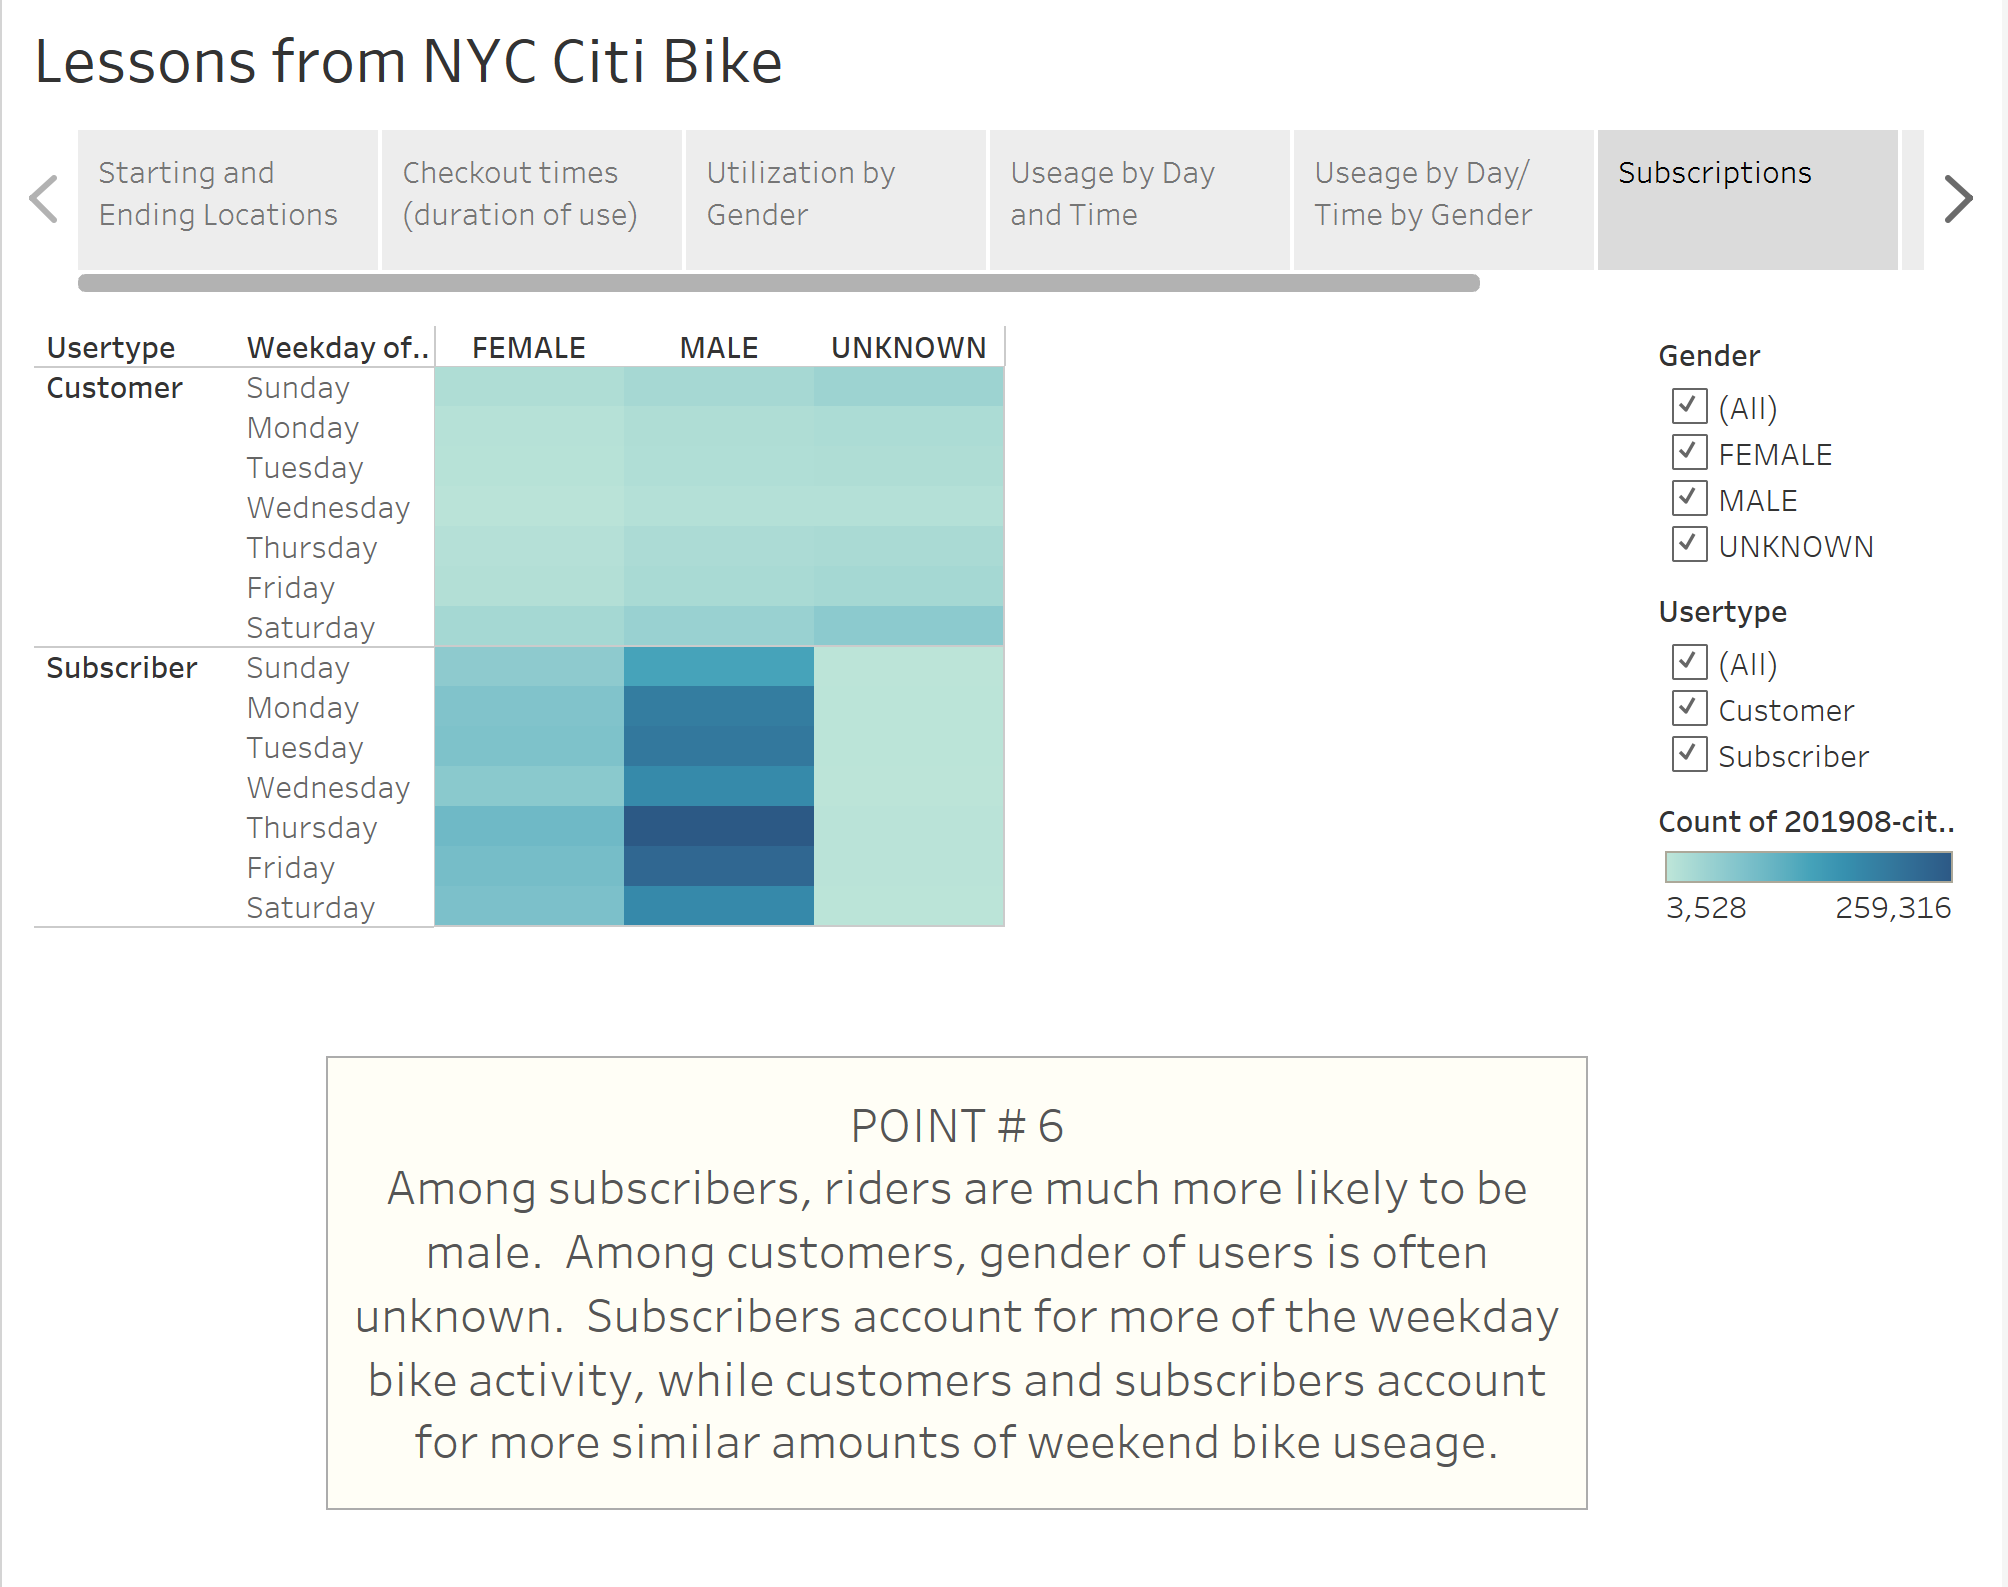 Lessons from NYC Citi Bike
Starting and
Ending Locations
Checkout times
(duration of use)
Utilization by
Gender
Useage by Day
and Time
Useage by Day/
Time by Gender
Subscriptions
Usertype Weekday of.. FEMALE MALE UNKNOWN
Customer Sunday
Monday
Tuesday
Wednesday
Thursday
Friday
Saturday
Subscriber Sunday
Monday
Tuesday
Wednesday
Thursday
Friday
Saturday
Gender
(All)
FEMALE
MALE
UNKNOWN
Usertype
(All)
Customer
Subscriber
Count of 201908-cit..
3,528 259,316
POINT # 6
Among subscribers, riders are much more likely to be
male. Among customers, gender of users is often
unknown. Subscribers account for more of the weekday
bike activity, while customers and subscribers account
for more similar amounts of weekend bike useage.